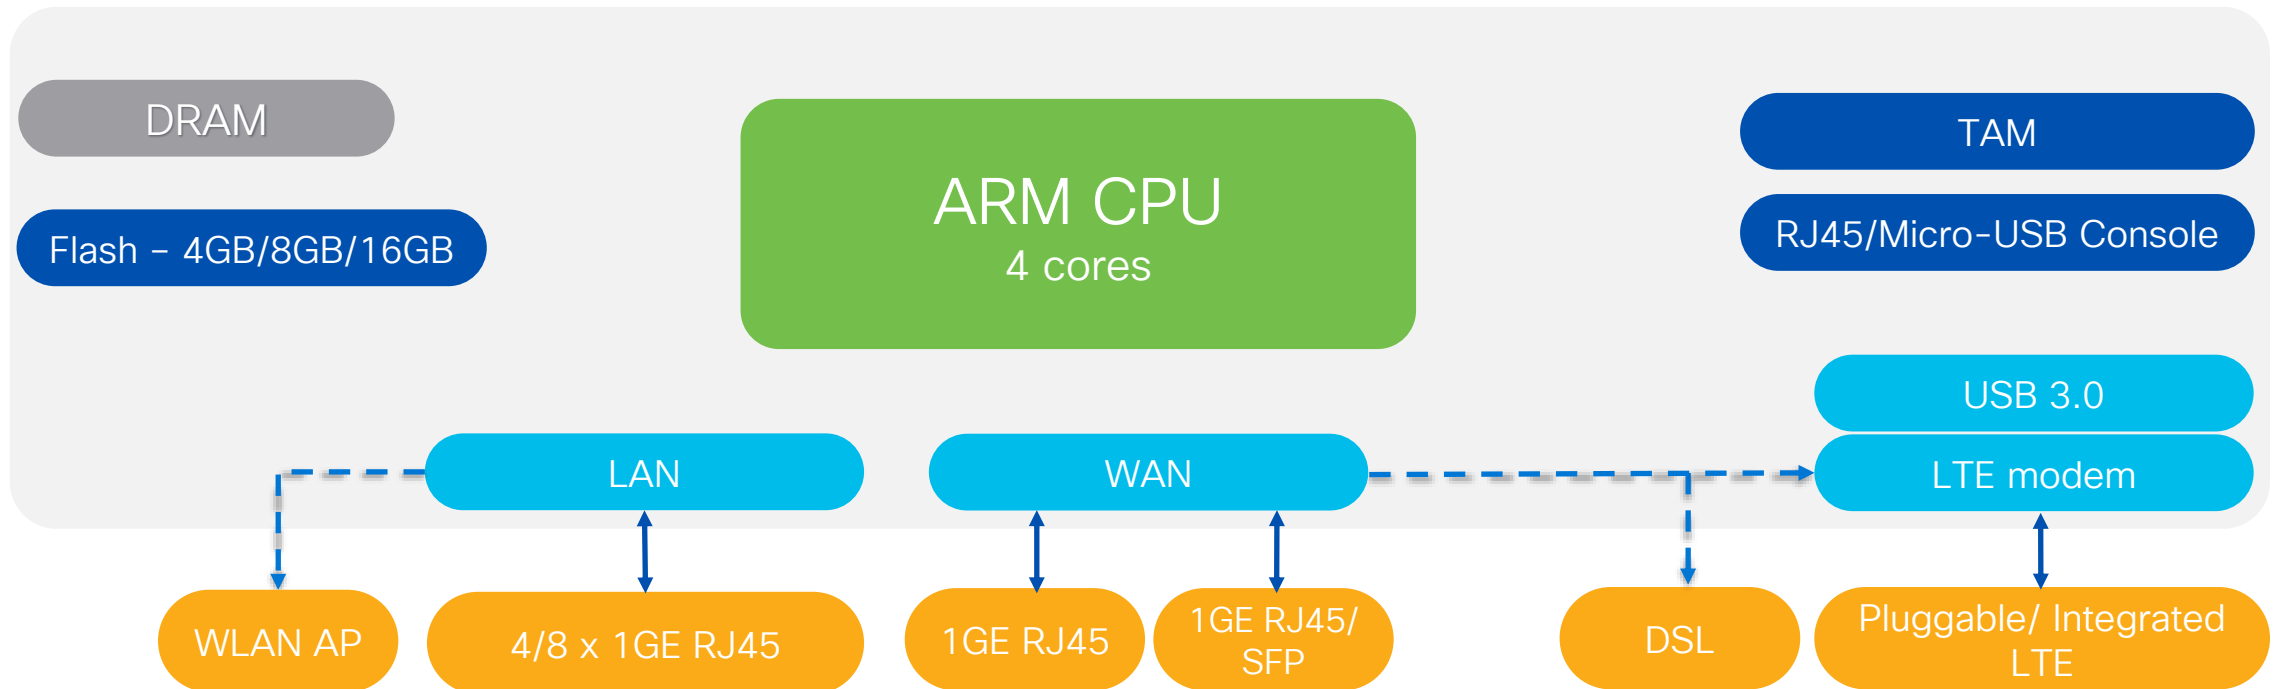 DRAM
Flash – 4GB/8GB/16GB
ARM CPU
4 cores
TAM
RJ45/Micro-USB Console
USB 3.0
LTE modem
LAN
WAN
WLAN AP
4/8 x 1GE RJ45
1GE RJ45
1GE RJ45/
SFP
DSL
Pluggable/ Integrated
LTE